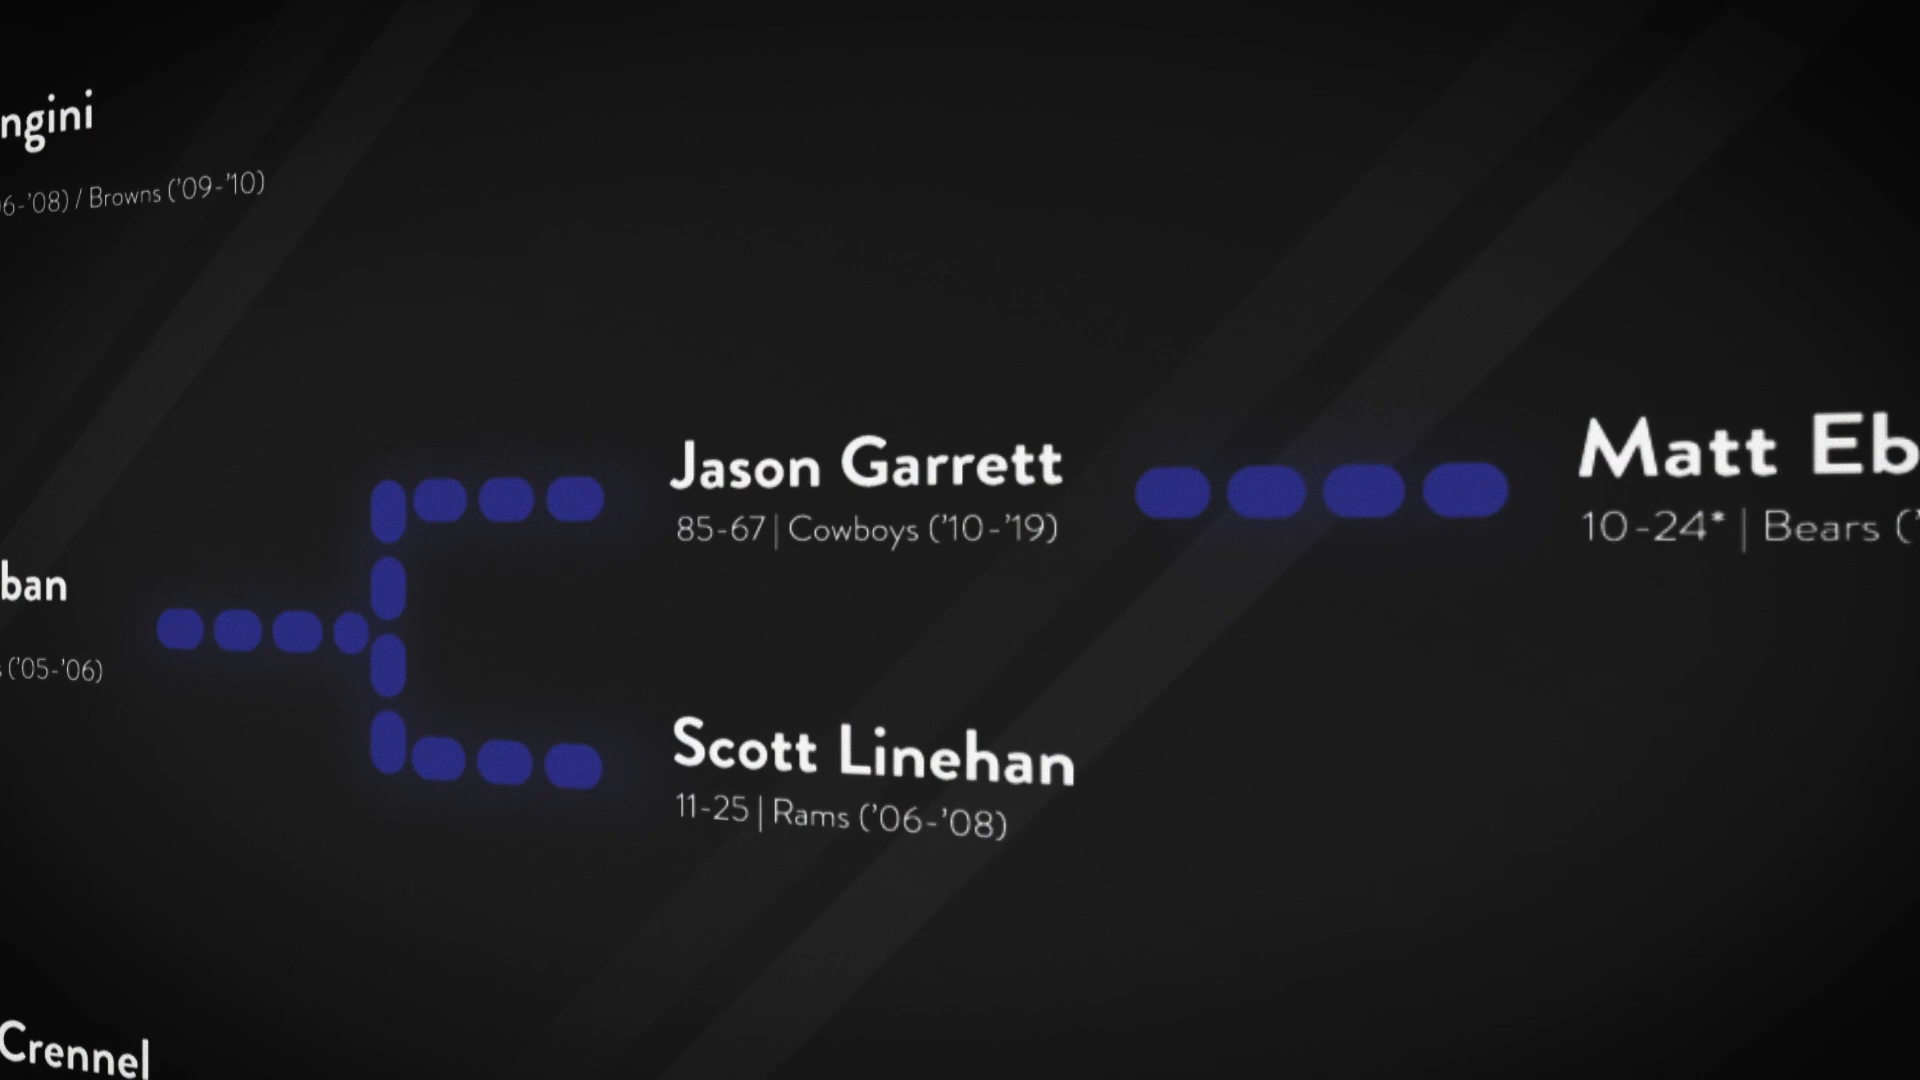 ngini
6-'08) / Browns ('09-'10)
Jason Garrett
85-67 | Cowboys ('10-'19)
Matt Eb
10-24* | Bears ('
ban
('05-'06)
Scott Linehan
11-25 | Rams ('06-'08)
Crennel